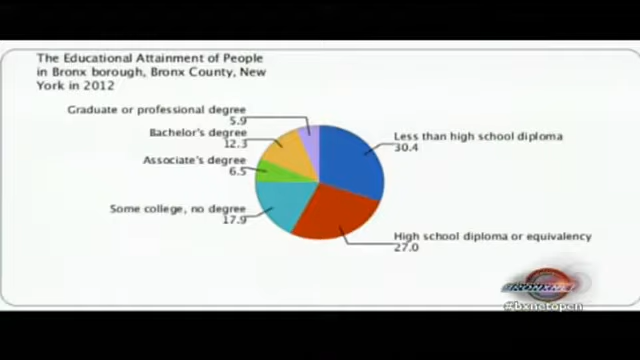 The Educational Attainment of People
in Bronx borough, Bronx County, New
York in 2012
Graduate or professional degree
5.9
Bachelor's degree
12.3
Associate's degree
6.5
Some college, no degree
17.9
Less than high school diploma
30.4
High school diploma or equivalency
27.0
BRONXNET
#bxnetopen